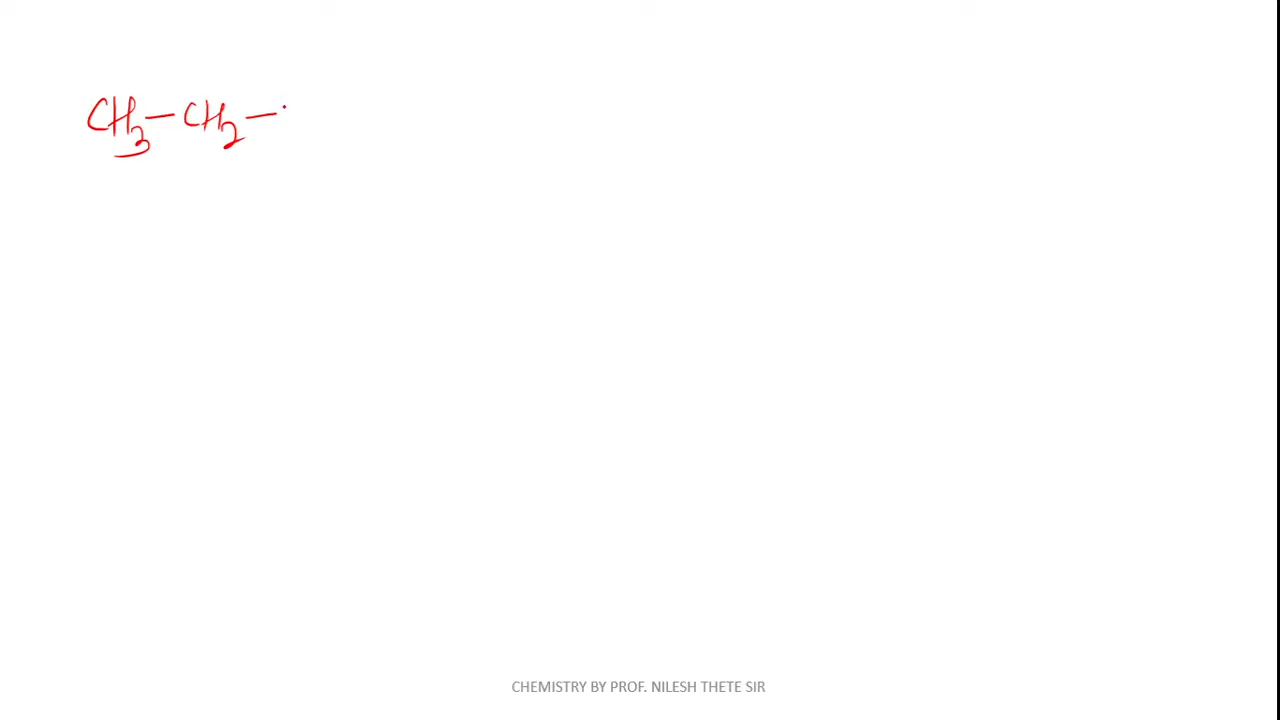 CH₃–CH₂–
CHEMISTRY BY PROF. NILESH THETE SIR